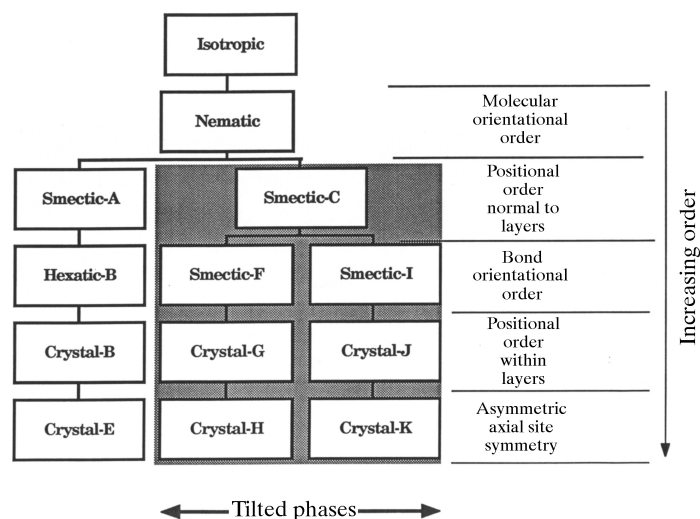 Isotropic
Nematic
Molecular
orientational
order
Smectic-A
Smectic-C
Positional
order
normal to
layers
Hexatic-B
Smectic-F
Smectic-I
Bond
orientational
order
Crystal-B
Crystal-G
Crystal-J
Positional
order
within
layers
Crystal-E
Crystal-H
Crystal-K
Asymmetric
axial site
symmetry
Increasing order
Tilted phases